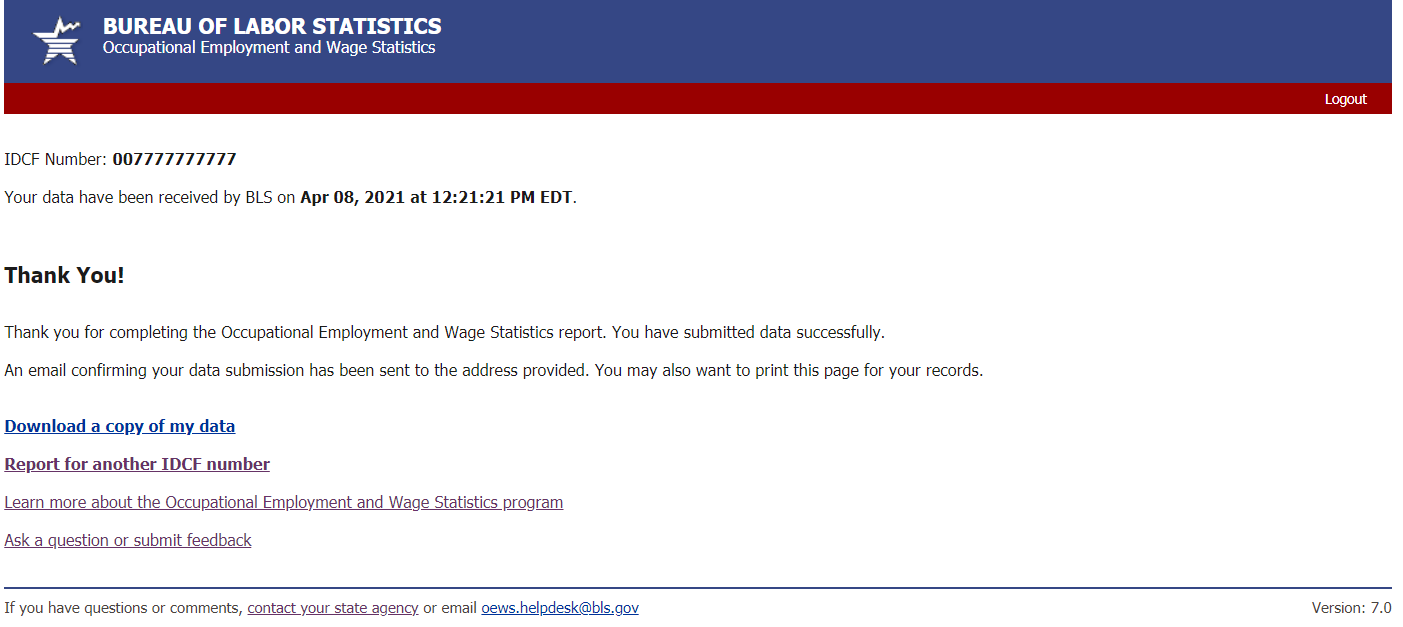 BUREAU OF LABOR STATISTICS
Occupational Employment and Wage Statistics
Logout
IDCF Number: 007777777777
Your data have been received by BLS on Apr 08, 2021 at 12:21:21 PM EDT.
Thank You!
Thank you for completing the Occupational Employment and Wage Statistics report. You have submitted data successfully.
An email confirming your data submission has been sent to the address provided. You may also want to print this page for your records.
Download a copy of my data
Report for another IDCF number
Learn more about the Occupational Employment and Wage Statistics program
Ask a question or submit feedback
If you have questions or comments, contact your state agency or email oews.helpdesk@bls.gov
Version: 7.0